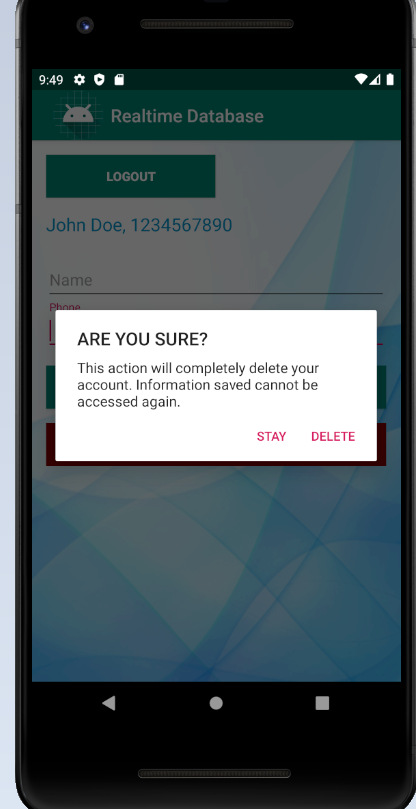 9:49
Realtime Database
LOGOUT
John Doe, 1234567890
Name
Phone
ARE YOU SURE?
This action will completely delete your
account. Information saved cannot be
accessed again.
STAY DELETE